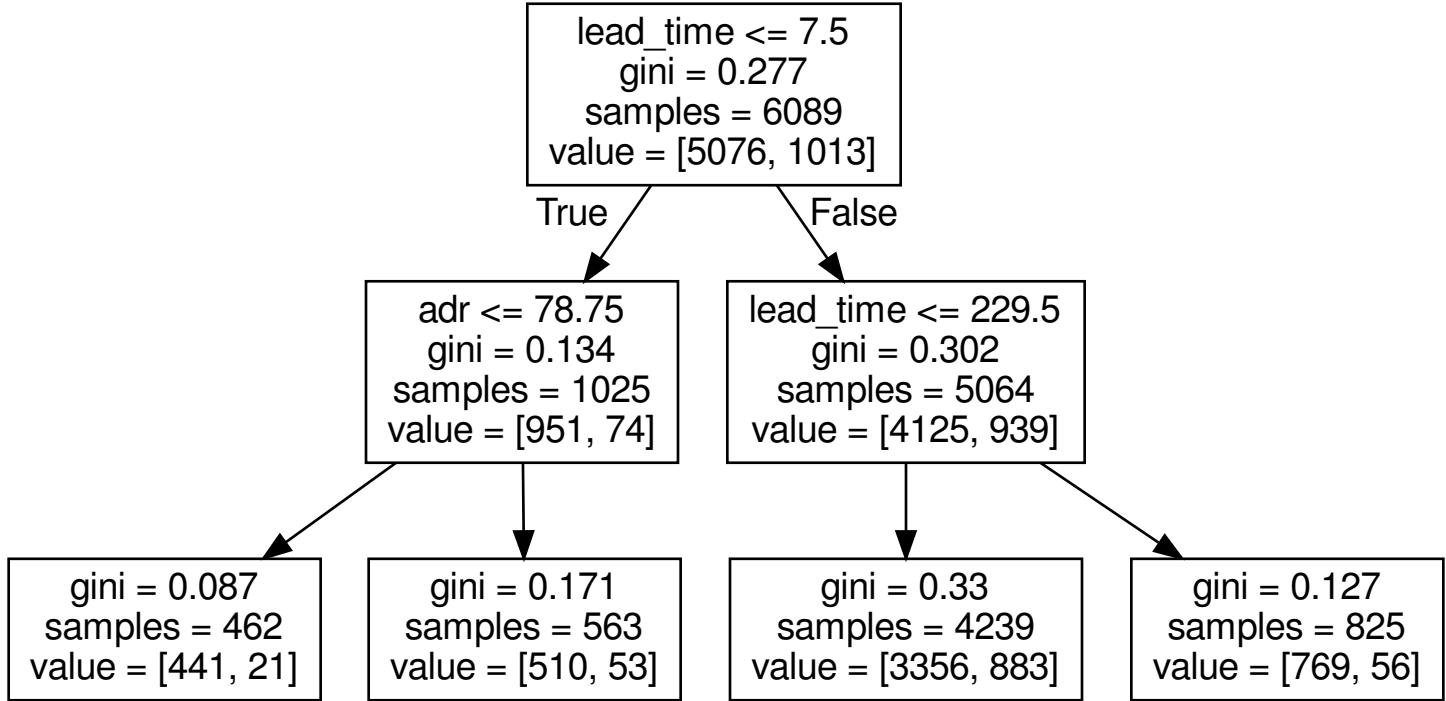 lead_time <= 7.5
gini = 0.277
samples = 6089
value = [5076, 1013]
True
False
adr <= 78.75
gini = 0.134
samples = 1025
value = [951, 74]
lead_time <= 229.5
gini = 0.302
samples = 5064
value = [4125, 939]
gini = 0.087
samples = 462
value = [441, 21]
gini = 0.171
samples = 563
value = [510, 53]
gini = 0.33
samples = 4239
value = [3356, 883]
gini = 0.127
samples = 825
value = [769, 56]